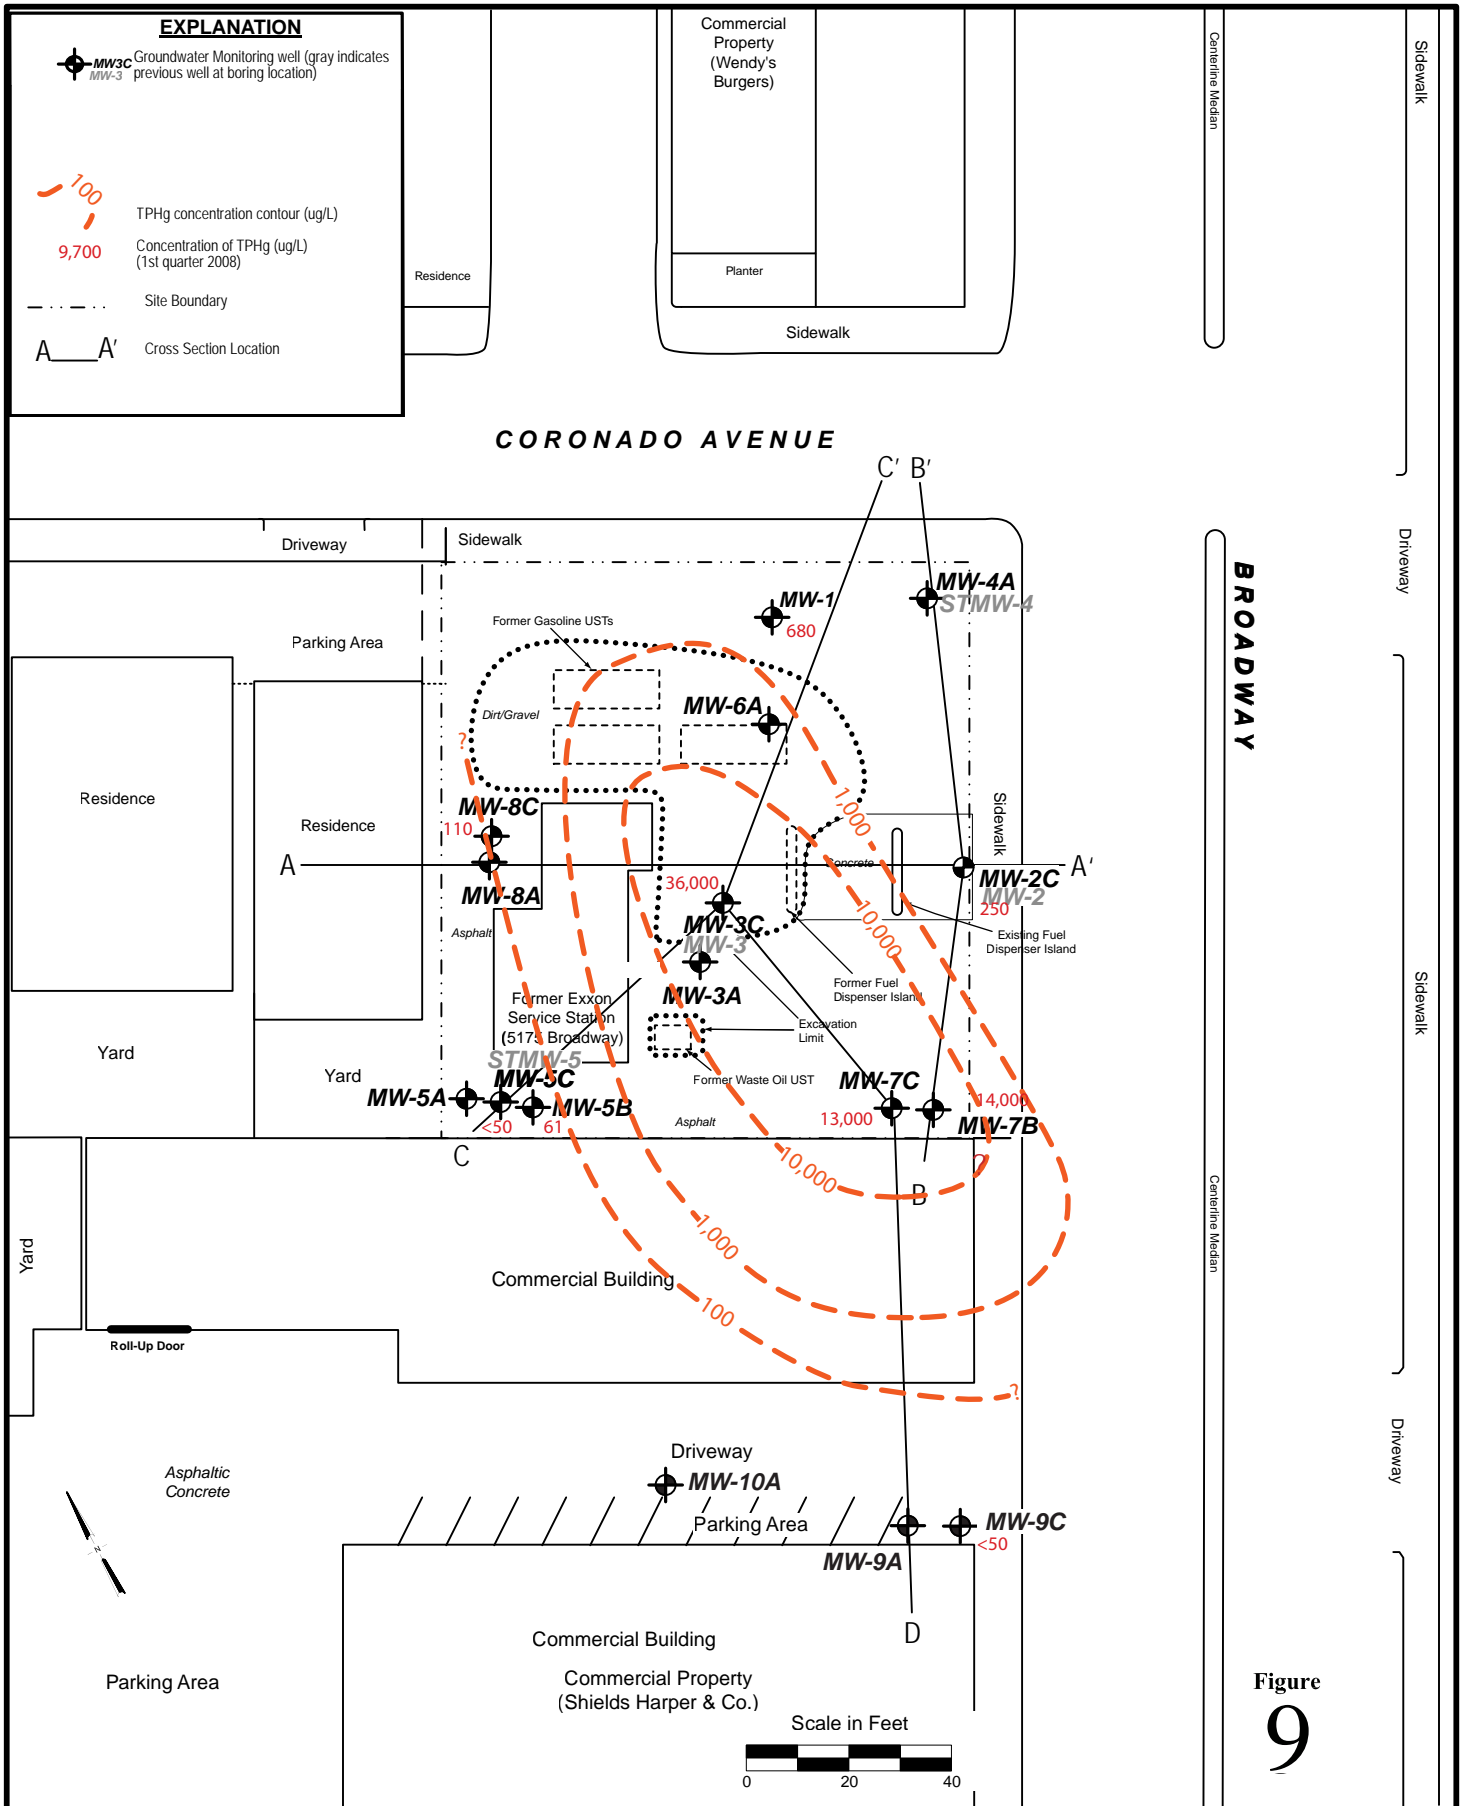 EXPLANATION
MW3C
MW-3
Groundwater Monitoring well (gray indicates
previous well at boring location)
100
TPHg concentration contour (ug/L)
9,700
Concentration of TPHg (ug/L)
(1st quarter 2008)
Site Boundary
A A'
Cross Section Location
Commercial
Property
(Wendy's
Burgers)
Planter
Sidewalk
Residence
Centerline Median
Sidewalk
CORONADO AVENUE
C' B'
Driveway
Sidewalk
Driveway
BROADWAY
MW-4A
STMW-4
MW-1
680
Former Gasoline USTs
Parking Area
MW-6A
Dirt/Gravel
?
Residence
Residence
MW-8C
110
1,000
Sidewalk
A
Concrete
A'
MW-8A
36,000
MW-2C
MW-2
250
10,000
MW-3C
MW-3
Asphalt
Existing Fuel
Dispenser Island
Former Fuel
Dispenser Island
MW-3A
Former Exxon
Service Station
(5175 Broadway)
Excavation
Limit
Sidewalk
Yard
Yard
STMW-5
MW-5C
Former Waste Oil UST
MW-7C
MW-5A
MW-5B
14,000
<50
61
Asphalt
13,000
MW-7B
C
10,000
?
B
Yard
1,000
Commercial Building
Centerline Median
100
Roll-Up Door
?
Driveway
Driveway
Asphaltic
Concrete
MW-10A
Parking Area
MW-9C
<50
MW-9A
N
D
Commercial Building
Commercial Property
(Shields Harper & Co.)
Parking Area
Scale in Feet
0 20 40
Figure
9